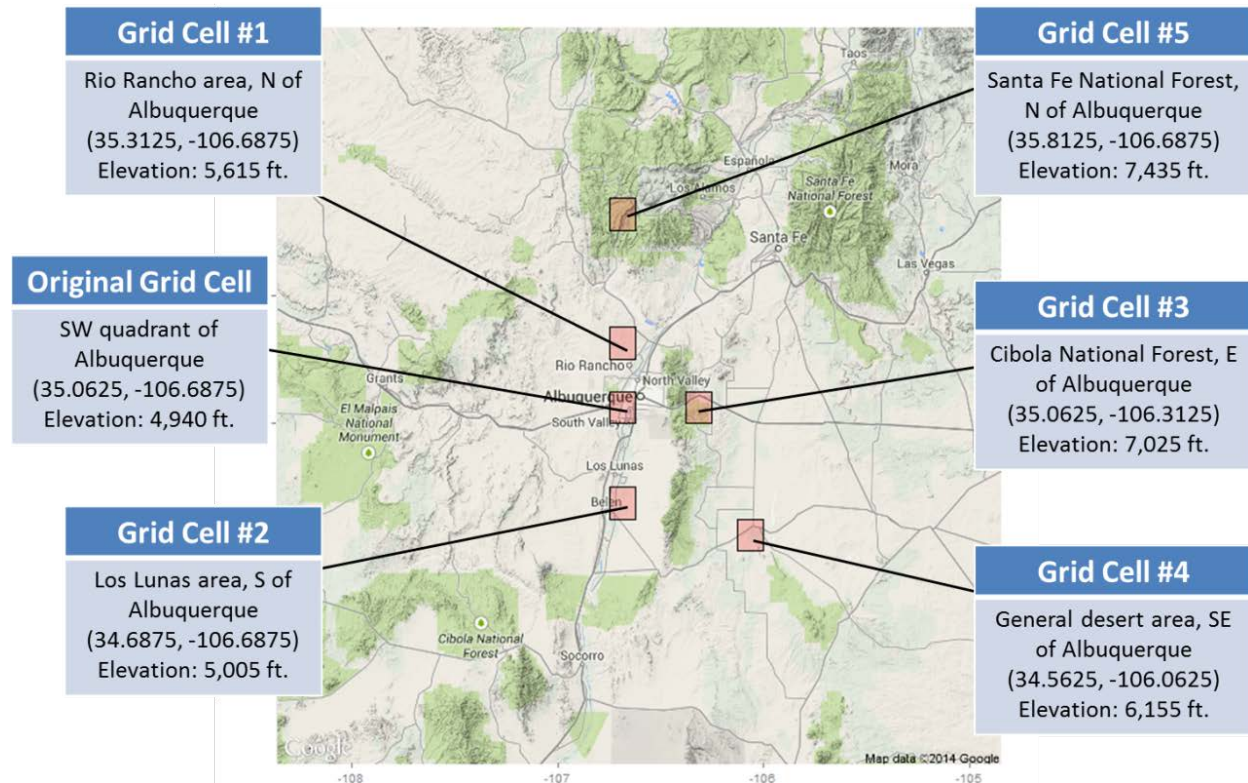 Grid Cell #1
Rio Rancho area, N of
Albuquerque
(35.3125, -106.6875)
Elevation: 5,615 ft.
Original Grid Cell
SW quadrant of
Albuquerque
(35.0625, -106.6875)
Elevation: 4,940 ft.
Grid Cell #2
Los Lunas area, S of
Albuquerque
(34.6875, -106.6875)
Elevation: 5,005 ft.
Taos
Española
Mora
Los Alamos
Santa Fe
National Forest
Santa Fe
Las Vegas
Rio Rancho
North Valley
Grants
Albuquerque
El Malpais
National
Monument
South Valley
Los Lunas
Belen
Cibola National
Forest
Socorro
Google
Map data ©2014 Google
-108
-107
-106
-105
Grid Cell #5
Santa Fe National Forest,
N of Albuquerque
(35.8125, -106.6875)
Elevation: 7,435 ft.
Grid Cell #3
Cibola National Forest, E
of Albuquerque
(35.0625, -106.3125)
Elevation: 7,025 ft.
Grid Cell #4
General desert area, SE
of Albuquerque
(34.5625, -106.0625)
Elevation: 6,155 ft.